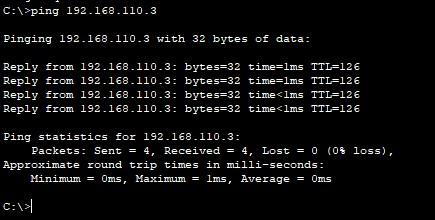 C:\>ping 192.168.110.3
Pinging 192.168.110.3 with 32 bytes of data:
Reply from 192.168.110.3: bytes=32 time=1ms TTL=126
Reply from 192.168.110.3: bytes=32 time=1ms TTL=126
Reply from 192.168.110.3: bytes=32 time<1ms TTL=126
Reply from 192.168.110.3: bytes=32 time<1ms TTL=126
Ping statistics for 192.168.110.3:
Packets: Sent = 4, Received = 4, Lost = 0 (0% loss),
Approximate round trip times in milli-seconds:
Minimum = 0ms, Maximum = 1ms, Average = 0ms
C:\>